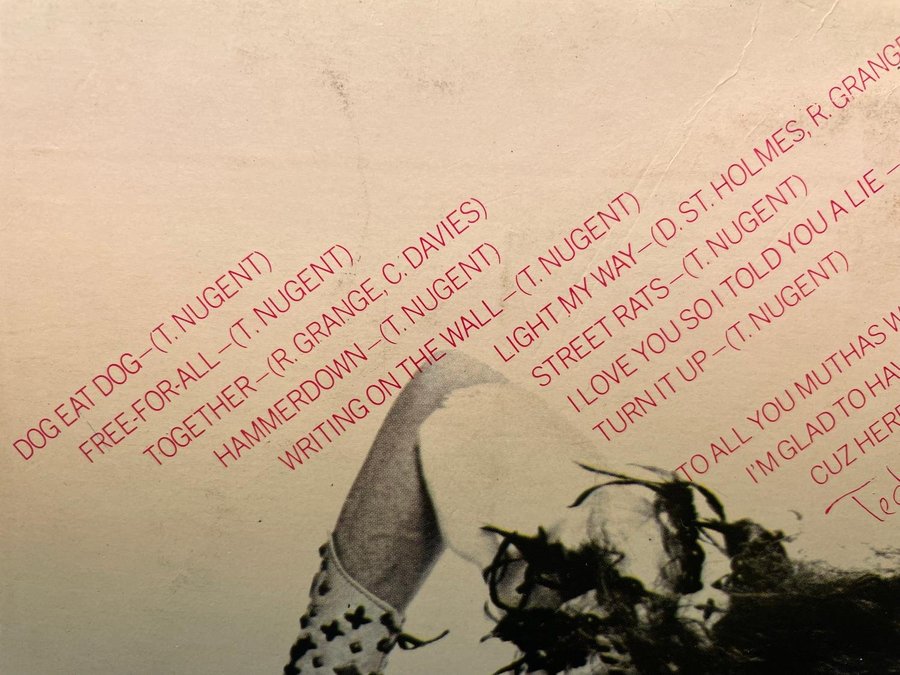 DOG EAT DOG—(T. NUGENT)
FREE-FOR-ALL—(T. NUGENT)
TOGETHER—(R. GRANGE, C. DAVIES)
HAMMERDOWN—(T. NUGENT)
WRITING ON THE WALL—(T. NUGENT)
LIGHT MY WAY—(D. ST. HOLMES, R. GRANGE
STREET RATS—(T. NUGENT)
I LOVE YOU SO I TOLD YOU A LIE —
TURN IT UP—(T. NUGENT)
TO ALL YOU MUTHAS
I'M GLAD TO
CUZ